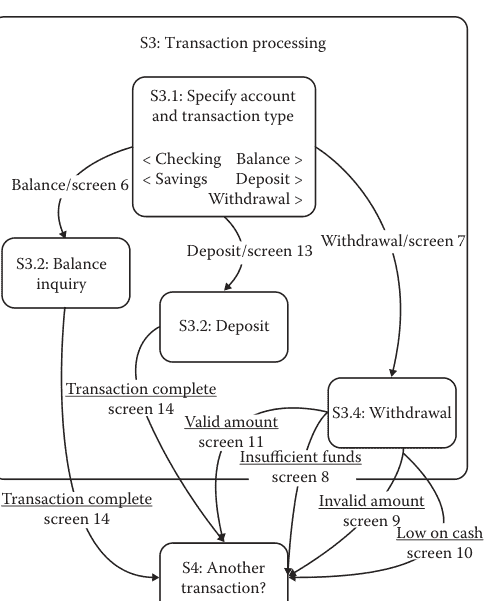 S3: Transaction processing
S3.1: Specify account
and transaction type
< Checking Balance >
< Savings Deposit >
Withdrawal >
Balance/screen 6
Deposit/screen 13
Withdrawal/screen 7
S3.2: Balance
inquiry
S3.2: Deposit
Transaction complete
screen 14
S3.4: Withdrawal
Valid amount
screen 11
Insufficient funds
screen 8
Transaction complete
screen 14
Invalid amount
screen 9
Low on cash
screen 10
S4: Another
transaction?